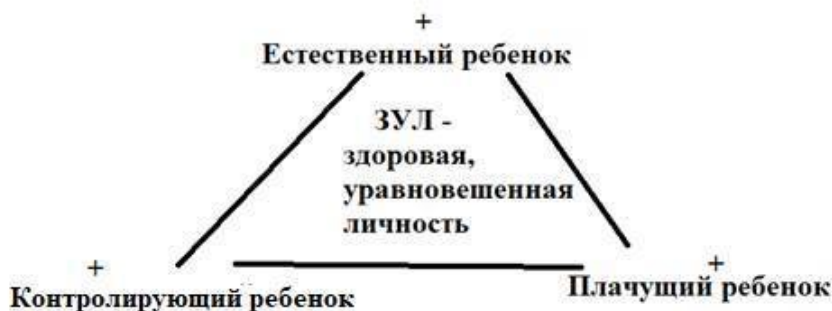 +
Естественный ребенок
ЗУЛ -
здоровая,
уравновешенная
личность
+
Контролирующий ребенок
+
Плачущий ребенок